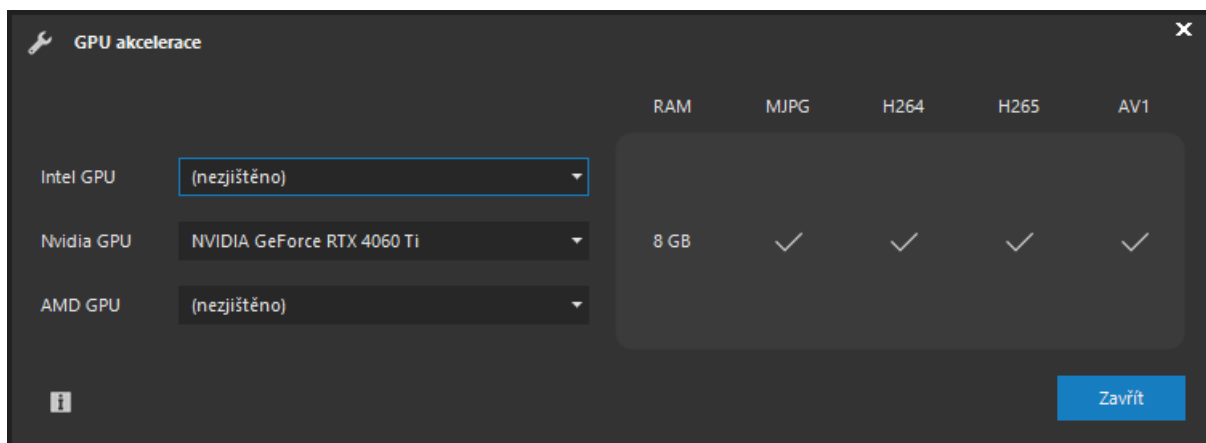 GPU akcelerace
RAM MJPG H264 H265 AV1
Intel GPU (nezjištěno)
Nvidia GPU NVIDIA GeForce RTX 4060 Ti 8 GB
AMD GPU (nezjištěno)
Zavřít